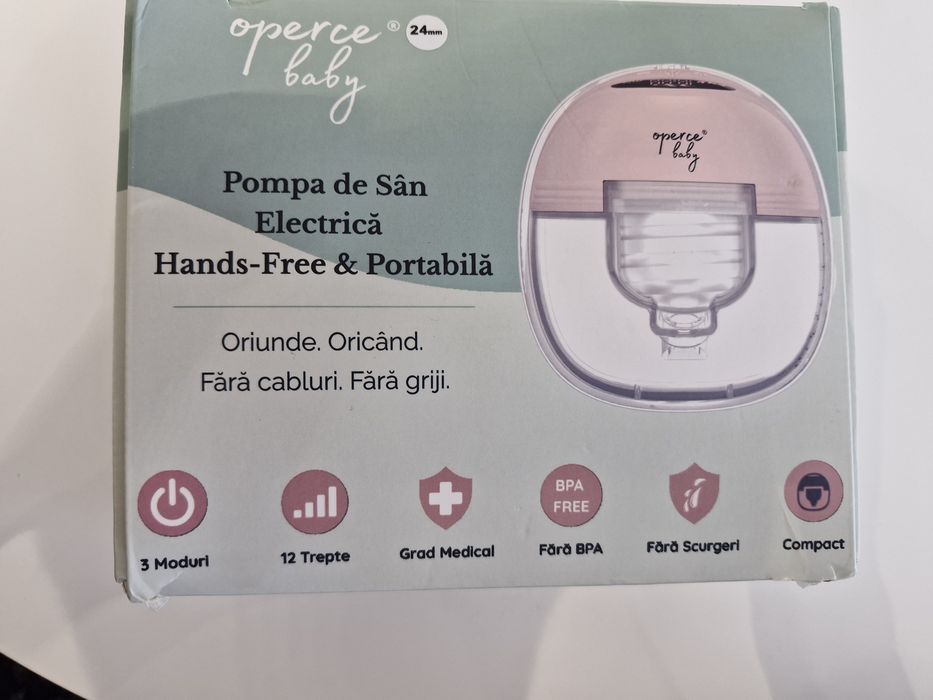 operce® 24mm
baby
operce®
baby
Pompa de Sân
Electrică
Hands-Free & Portabilă
Oriunde. Oricând.
Fără cabluri. Fără griji.
BPA
FREE
3 Moduri
12 Trepte
Grad Medical
Fără BPA
Fără Scurgeri
Compact